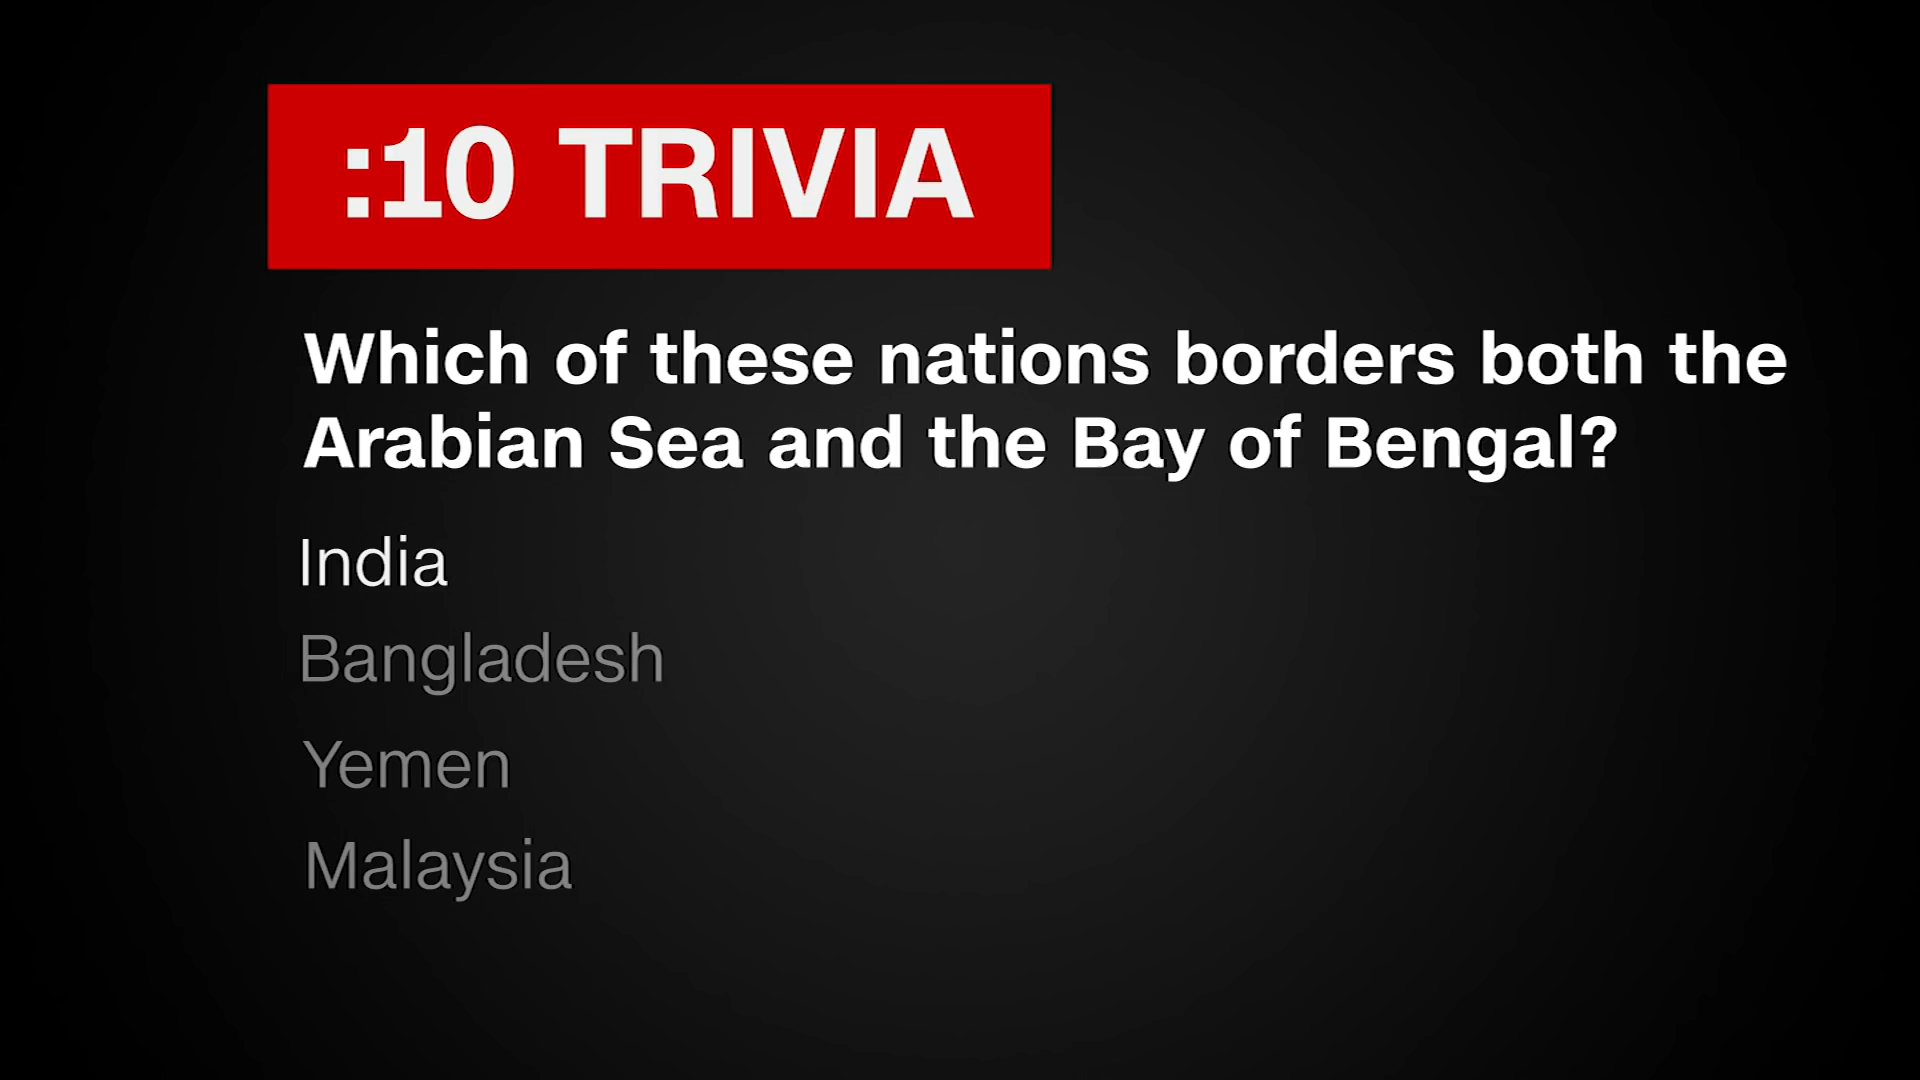 :10 TRIVIA
Which of these nations borders both the
Arabian Sea and the Bay of Bengal?
India
Bangladesh
Yemen
Malaysia